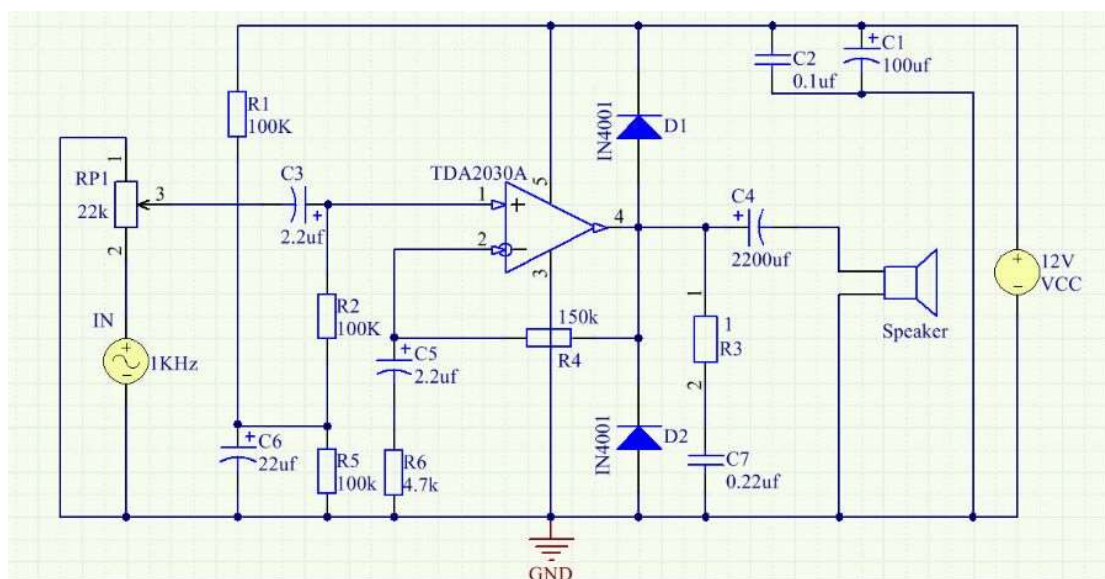 C2
0.1uf
+
C1
100uf
R1
100K
IN4001
D1
1
RP1
22k
3
2
C3
+
2.2uf
TDA2030A
1
+
5
2
−
3
4
C4
+
2200uf
+
−
12V
VCC
Speaker
IN
+
−
1KHz
R2
100K
+
C5
2.2uf
150k
R4
1
1
R3
2
+
C6
22uf
R5
100k
R6
4.7k
IN4001
D2
C7
0.22uf
GND